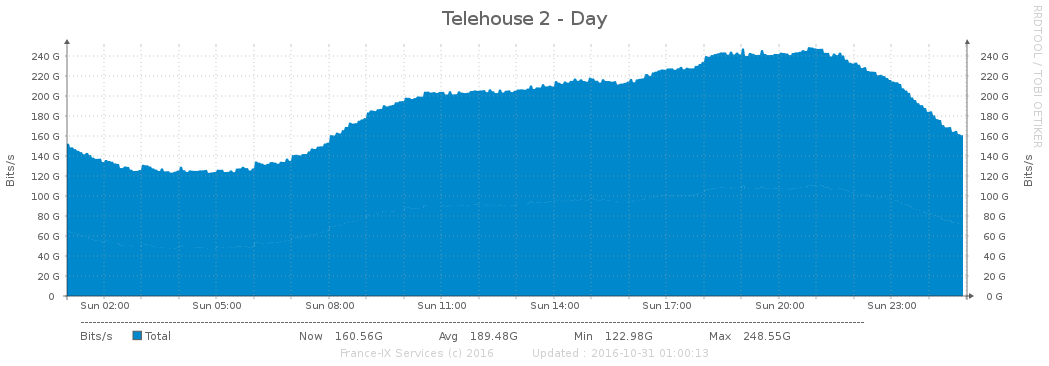 Telehouse 2 - Day
RRDTOOL / TOBI OETIKER
Bits/s
240 G
220 G
200 G
180 G
160 G
140 G
120 G
100 G
80 G
60 G
40 G
20 G
0
240 G
220 G
200 G
180 G
160 G
140 G
120 G
100 G
80 G
60 G
40 G
20 G
0 G
Bits/s
Sun 02:00 Sun 05:00 Sun 08:00 Sun 11:00 Sun 14:00 Sun 17:00 Sun 20:00 Sun 23:00
Bits/s Total Now 160.56G Avg 189.48G Min 122.98G Max 248.55G
France-IX Services (c) 2016 Updated : 2016-10-31 01:00:13